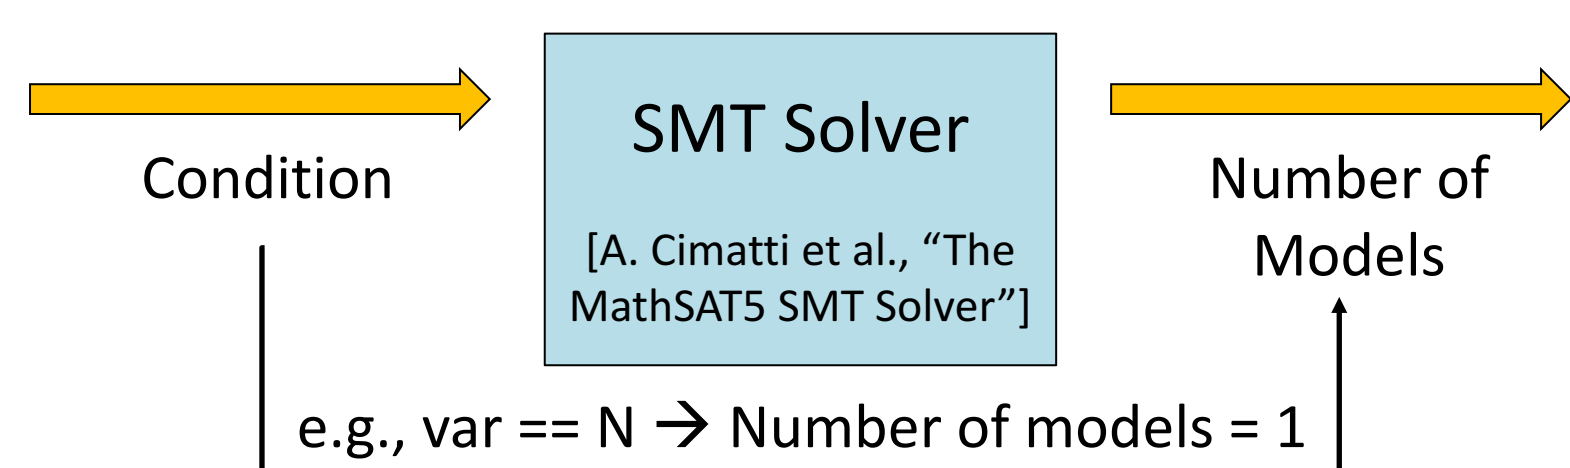 Condition
SMT Solver
[A. Cimatti et al., “The
MathSAT5 SMT Solver”]
Number of
Models
e.g., var == N → Number of models = 1